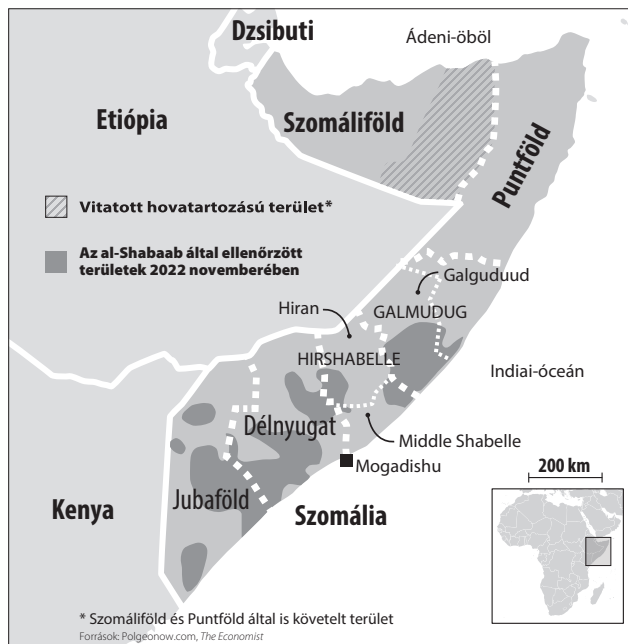 Dzsibuti
Ádeni-öböl
Etiópia
Szomáliföld
Puntföld
Vitatott hovatartozású terület*
Az al-Shabaab által ellenőrzött
területek 2022 novemberében
Galguduud
Hiran
GALMUDUG
HIRSHABELLE
Indiai-óceán
Délnyugat
Middle Shabelle
Mogadishu
200 km
Jubaföld
Kenya
Szomália
* Szomáliföld és Puntföld által is követelt terület
Források: Polgeonow.com, The Economist